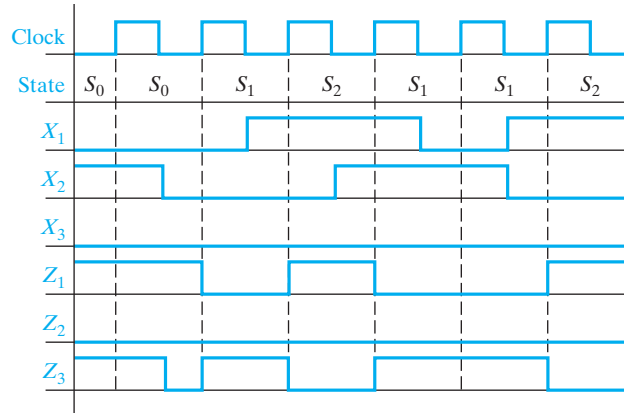 Clock
State S₀ S₀ S₁ S₂ S₁ S₁ S₂
X₁
X₂
X₃
Z₁
Z₂
Z₃